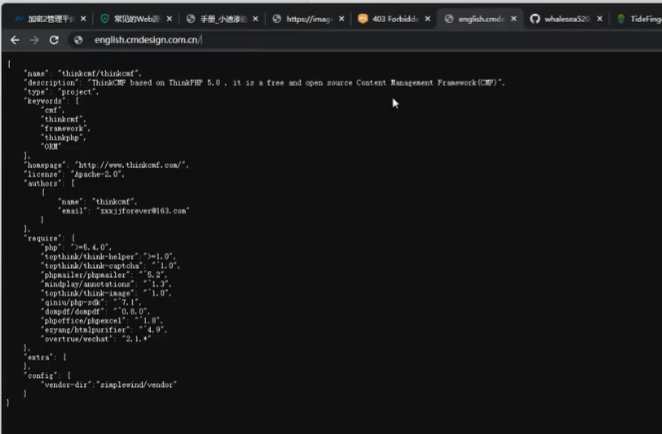 加密2管理平台
常见的Web源
手册_小迪渗透
https://image
403 Forbidde
english.cmde
whalesea520
TideFinger
english.cmdesign.com.cn/
{
"name": "thinkcmf/thinkcmf",
"description": "ThinkCMF based on ThinkPHP 5.0 , it is a free and open source Content Management Framework(CMF)",
"type": "project",
"keywords": [
"cmf",
"thinkcmf",
"framework",
"thinkphp",
"ORM"
],
"homepage": "http://www.thinkcmf.com/",
"license": "Apache-2.0",
"authors": [
{
"name": "thinkcmf",
"email": "zxxjjforever@163.com"
}
],
"require": {
"php": ">=5.4.0",
"topthink/think-helper":">=1.0",
"topthink/think-captcha": "^1.0",
"phpmailer/phpmailer": "^5.2",
"mindplay/annotations": "^1.3",
"topthink/think-image": "^1.0",
"qiniu/php-sdk": "^7.1",
"dompdf/dompdf": "^0.8.0",
"phpoffice/phpexcel": "^1.8",
"ezyang/htmlpurifier": "^4.9",
"overtrue/wechat": "2.1.*"
},
"extra": {
},
"config": {
"vendor-dir":"simplewind/vendor"
}
}